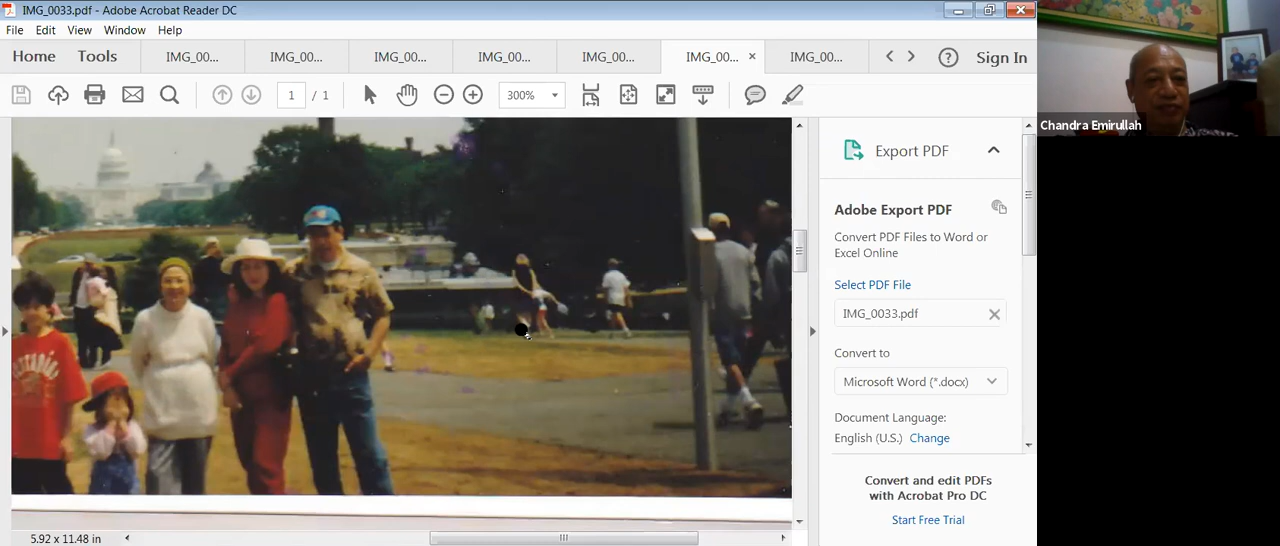 IMG_0033.pdf - Adobe Acrobat Reader DC
File Edit View Window Help
Home Tools IMG_00... IMG_00... IMG_00... IMG_00... IMG_00... IMG_00... × IMG_00... Sign In
1 / 1 300%
Chandra Emirullah
Export PDF
Adobe Export PDF
Convert PDF Files to Word or
Excel Online
Select PDF File
IMG_0033.pdf
Convert to
Microsoft Word (*.docx)
Document Language:
English (U.S.) Change
Convert and edit PDFs
with Acrobat Pro DC
Start Free Trial
5.92 x 11.48 in